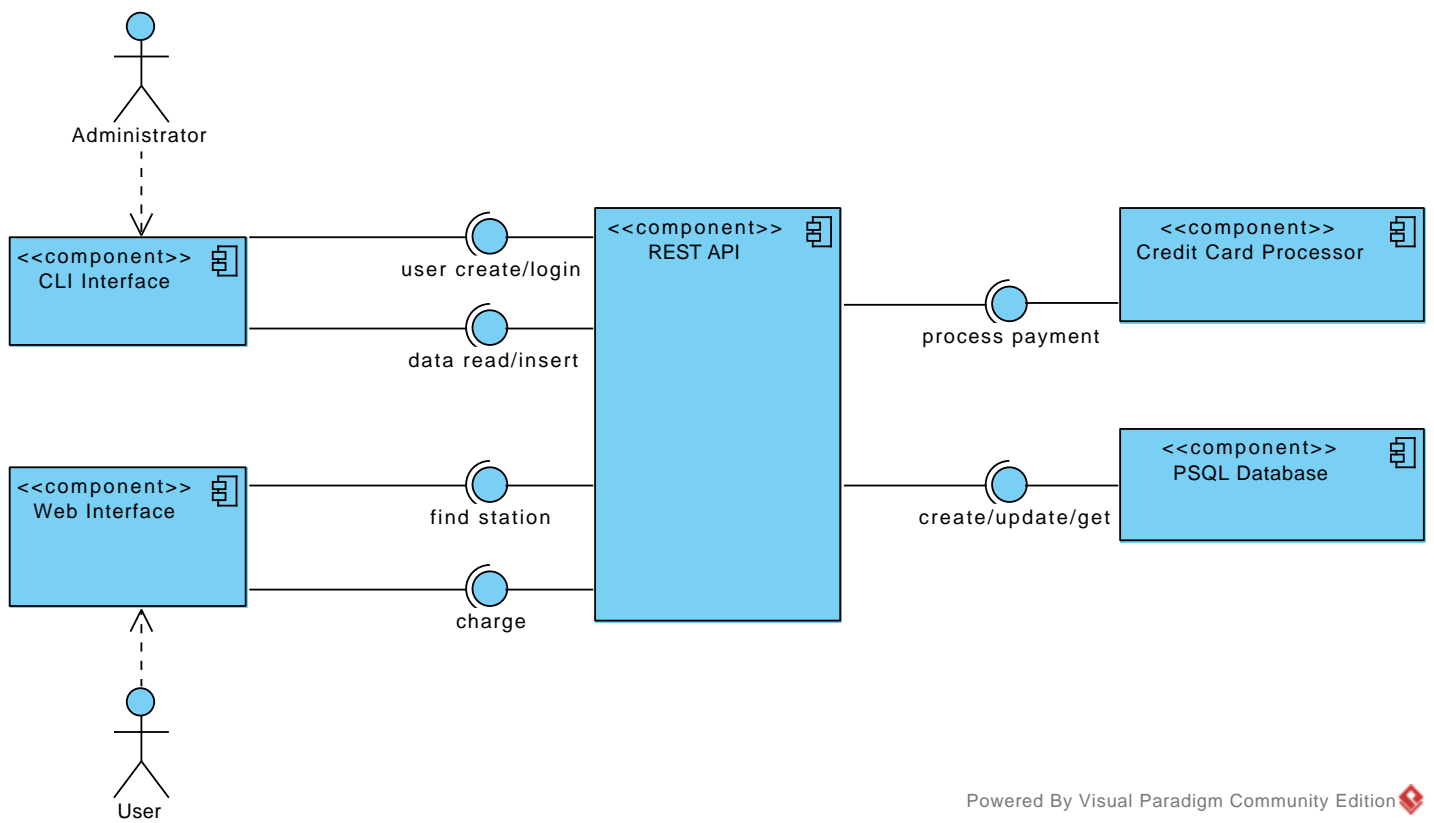 Administrator
<<component>>
CLI Interface
user create/login
data read/insert
<<component>>
REST API
<<component>>
Credit Card Processor
process payment
<<component>>
Web Interface
find station
charge
<<component>>
PSQL Database
create/update/get
User
Powered By Visual Paradigm Community Edition